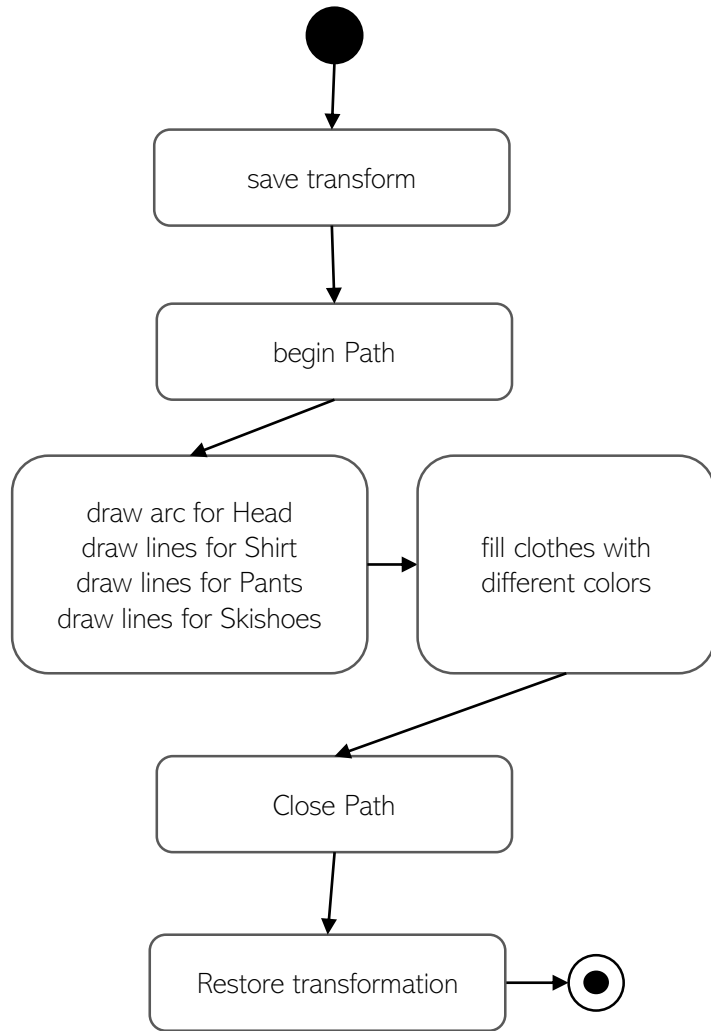 save transform
begin Path
draw arc for Head
draw lines for Shirt
draw lines for Pants
draw lines for Skishoes
fill clothes with
different colors
Close Path
Restore transformation